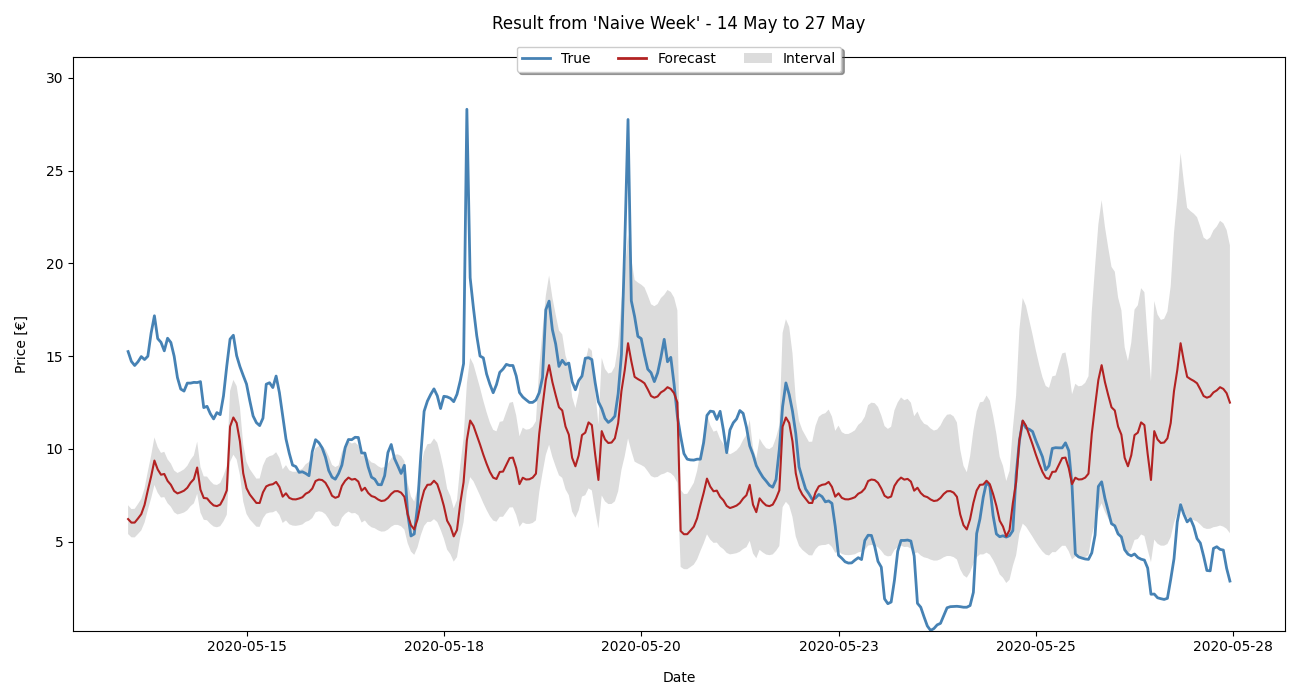 Result from 'Naive Week' - 14 May to 27 May
True Forecast Interval
30
25
20
15
10
5
Price [€]
2020-05-15 2020-05-18 2020-05-20 2020-05-23 2020-05-25 2020-05-28
Date